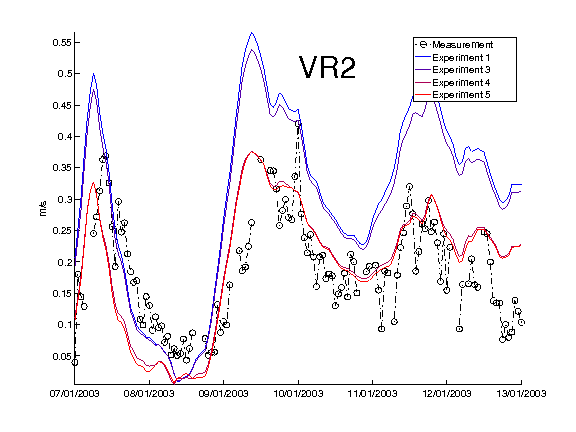 0.55
0.5
0.45
0.4
0.35
0.3
0.25
0.2
0.15
0.1
0.05
m/s
VR2
Measurement
Experiment 1
Experiment 3
Experiment 4
Experiment 5
07/01/2003 08/01/2003 09/01/2003 10/01/2003 11/01/2003 12/01/2003 13/01/2003